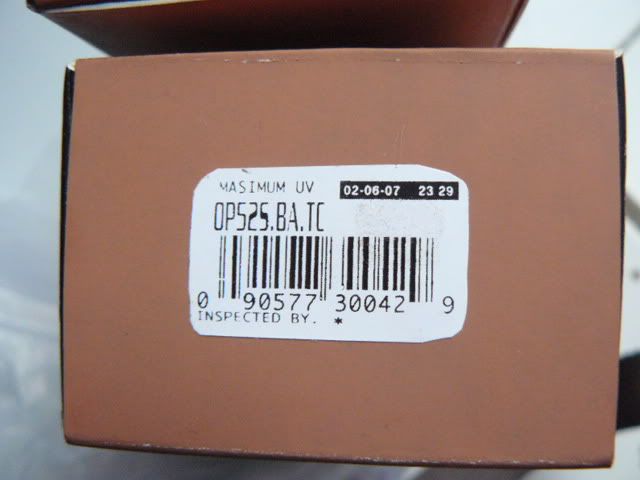 MASIMUM UV 02-06-07 23 29
OP525.BA.TC
0 90577 30042 9
INSPECTED BY. *